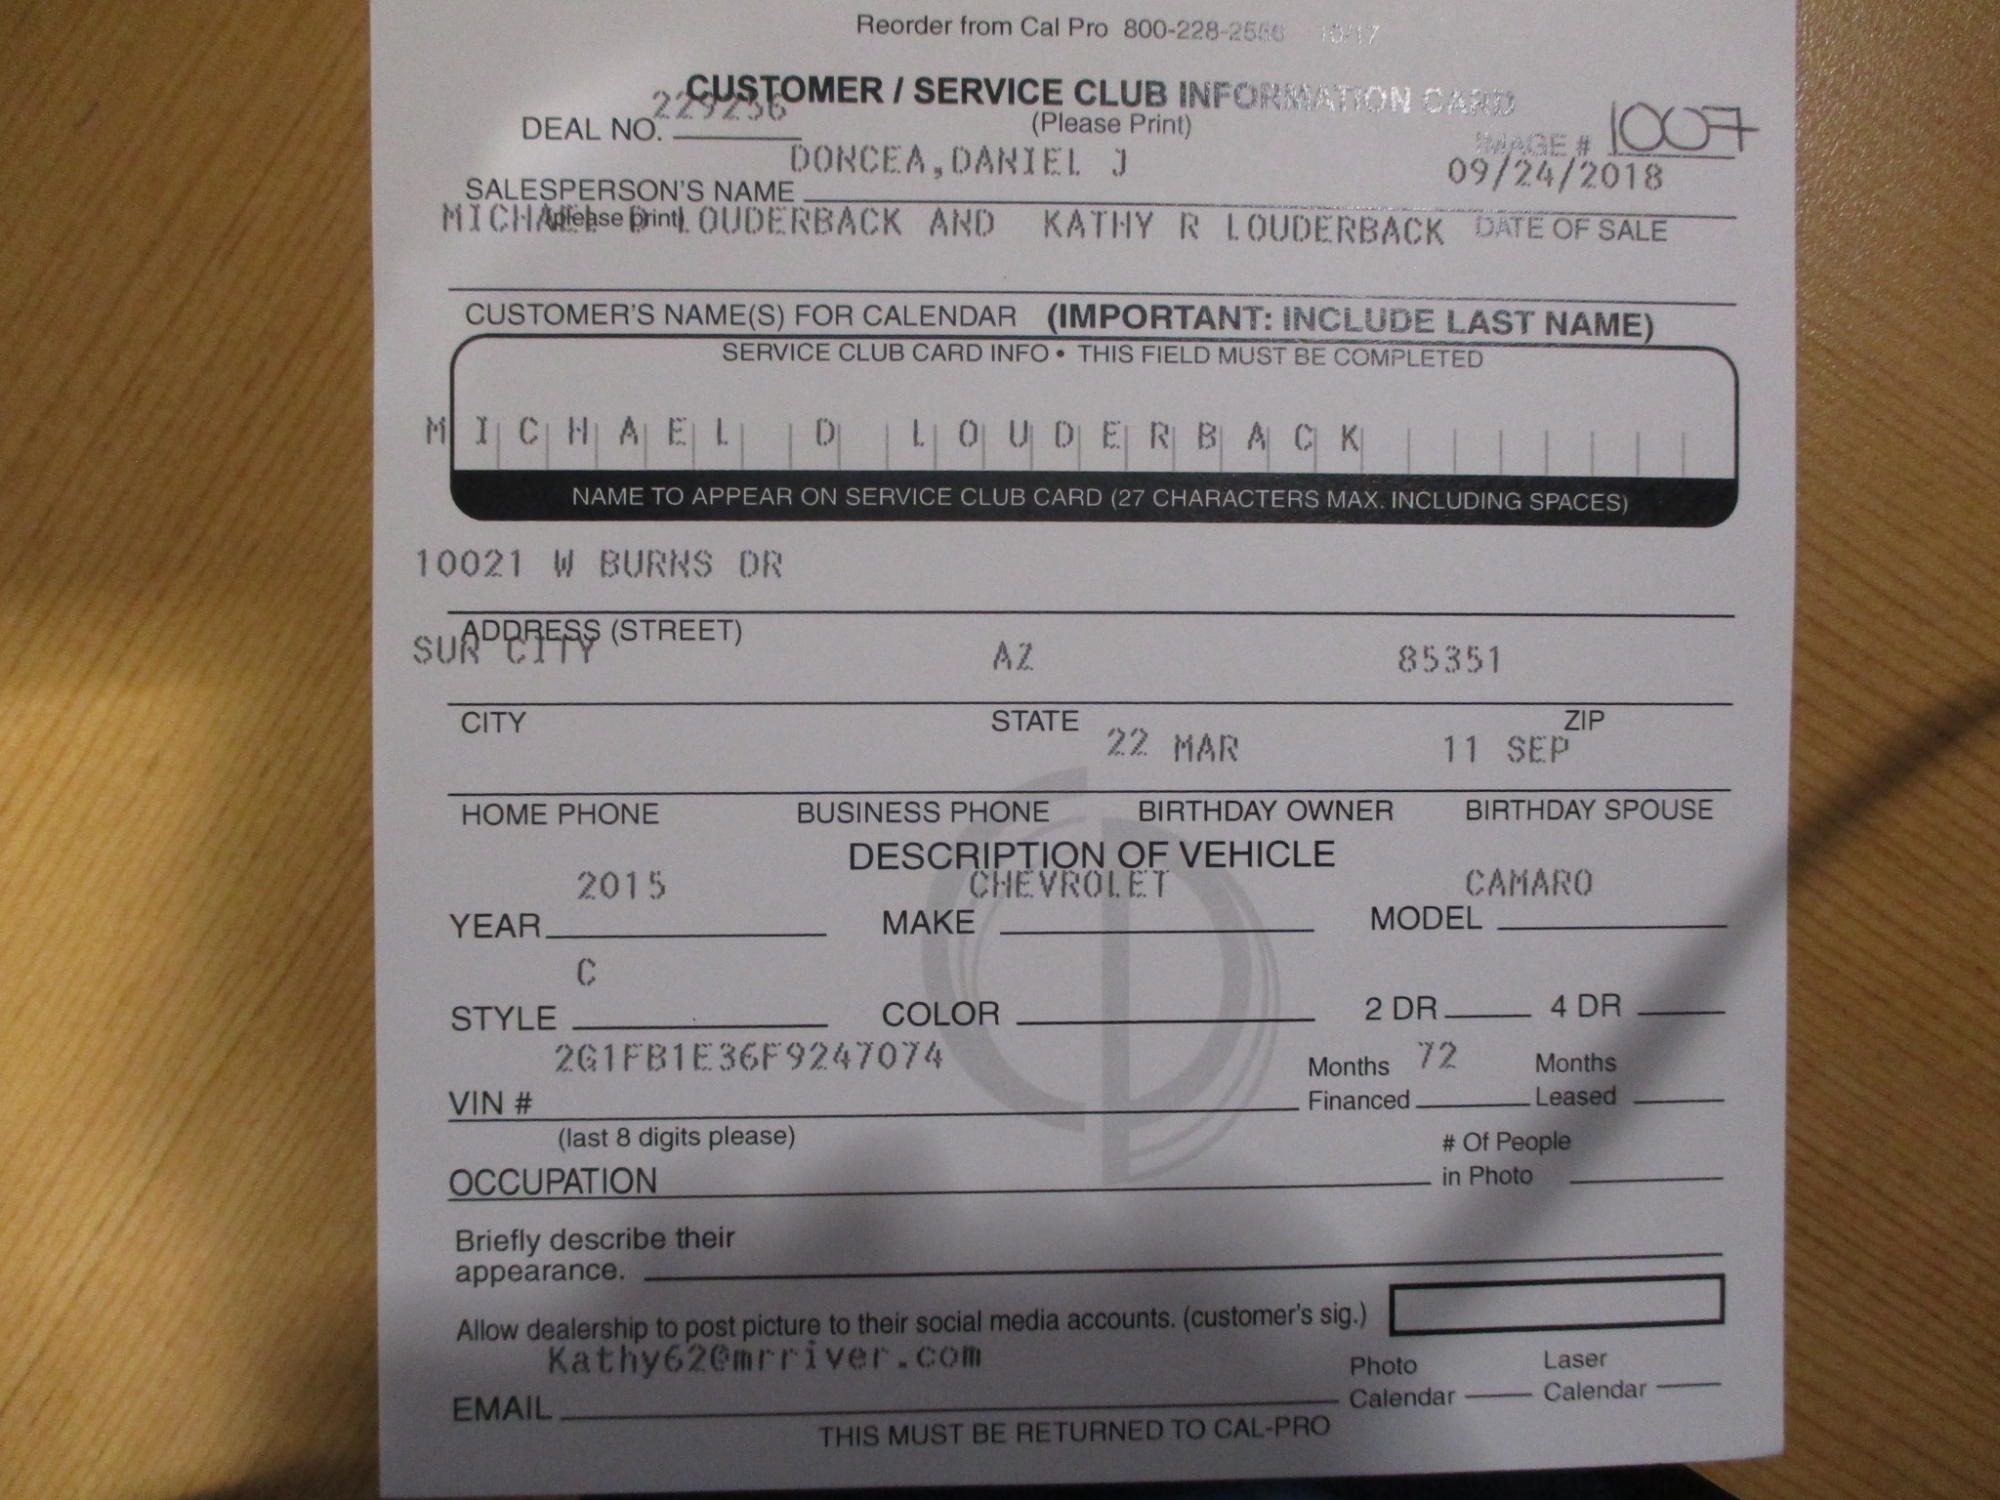 Reorder from Cal Pro 800-228-2556 10/17
CUSTOMER / SERVICE CLUB INFORMATION CARD
229256
DEAL NO.
(Please Print)
IMAGE # 1007
DONCEA,DANIEL J
09/24/2018
SALESPERSON'S NAME
(please print)
MICHAEL D LOUDERBACK AND KATHY R LOUDERBACK
DATE OF SALE
CUSTOMER'S NAME(S) FOR CALENDAR (IMPORTANT: INCLUDE LAST NAME)
SERVICE CLUB CARD INFO • THIS FIELD MUST BE COMPLETED
MICHAEL D LOUDERBACK
NAME TO APPEAR ON SERVICE CLUB CARD (27 CHARACTERS MAX. INCLUDING SPACES)
10021 W BURNS DR
ADDRESS (STREET)
SUN CITY AZ 85351
CITY STATE ZIP
22 MAR 11 SEP
HOME PHONE BUSINESS PHONE BIRTHDAY OWNER BIRTHDAY SPOUSE
DESCRIPTION OF VEHICLE
2015 CHEVROLET CAMARO
YEAR MAKE MODEL
C
STYLE COLOR 2 DR 4 DR
2G1FB1E36F9247074
Months 72 Months
VIN # Financed Leased
(last 8 digits please)
# Of People
OCCUPATION in Photo
Briefly describe their
appearance.
Allow dealership to post picture to their social media accounts. (customer's sig.)
Kathy62@mrriver.com
Photo Laser
EMAIL Calendar Calendar
THIS MUST BE RETURNED TO CAL-PRO